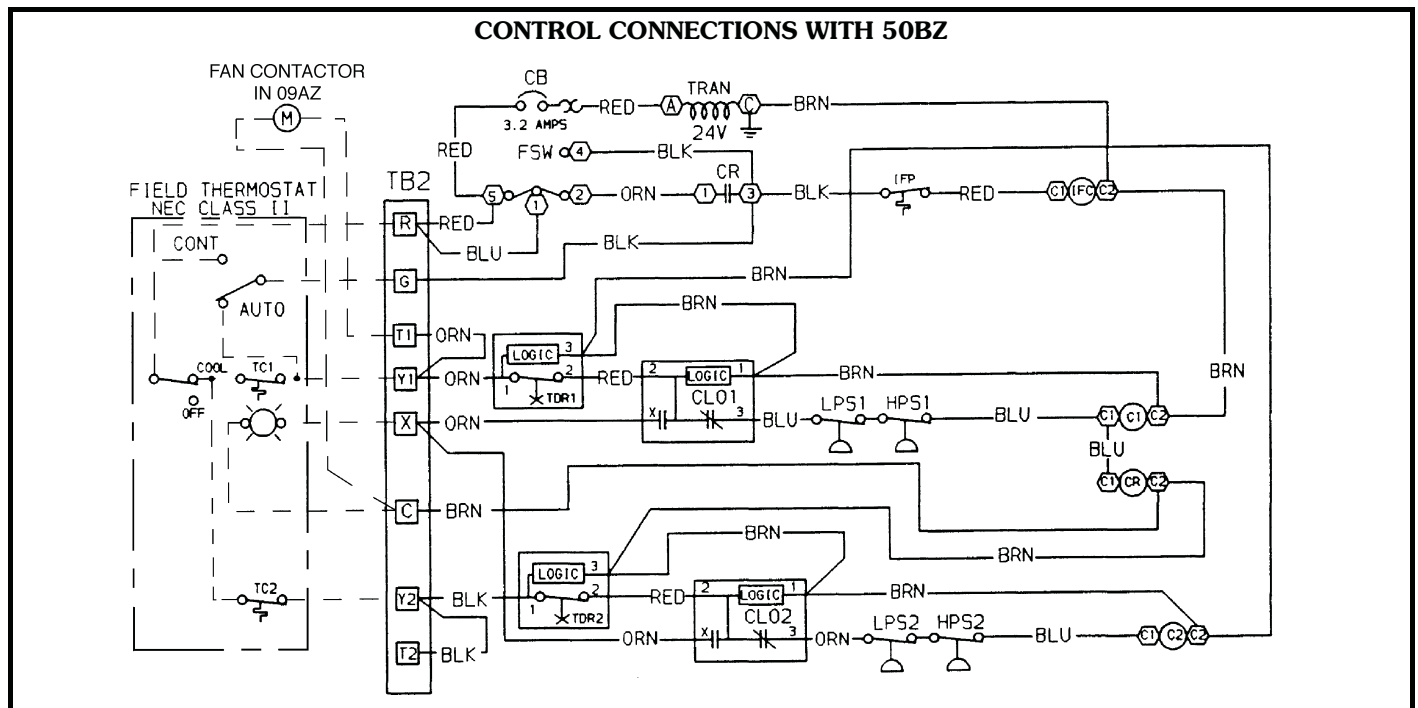 CONTROL CONNECTIONS WITH 50BZ
FAN CONTACTOR
IN 09AZ
M
CB
3.2 AMPS
RED
A
TRAN
C
24V
BRN
RED
FSW
4
BLK
CR
FIELD THERMOSTAT
NEC CLASS II
TB2
5
1
2
ORN
1
3
BLK
IFP
RED
C1
IFC
C2
R
RED
BLU
CONT
BLK
G
BRN
AUTO
BRN
T1
ORN
LOGIC
3
COOL
TC1
Y1
ORN
1
2
TDR1
RED
2
LOGIC
1
BRN
BRN
OFF
X
ORN
X
CLO1
3
BLU
LPS1
HPS1
BLU
C1
C1
C2
BLU
C1
CR
C2
C
BRN
BRN
BRN
LOGIC
3
TC2
Y2
BLK
1
2
TDR2
RED
2
LOGIC
1
BRN
ORN
X
CLO2
3
ORN
LPS2
HPS2
BLU
C1
C2
C2
T2
BLK